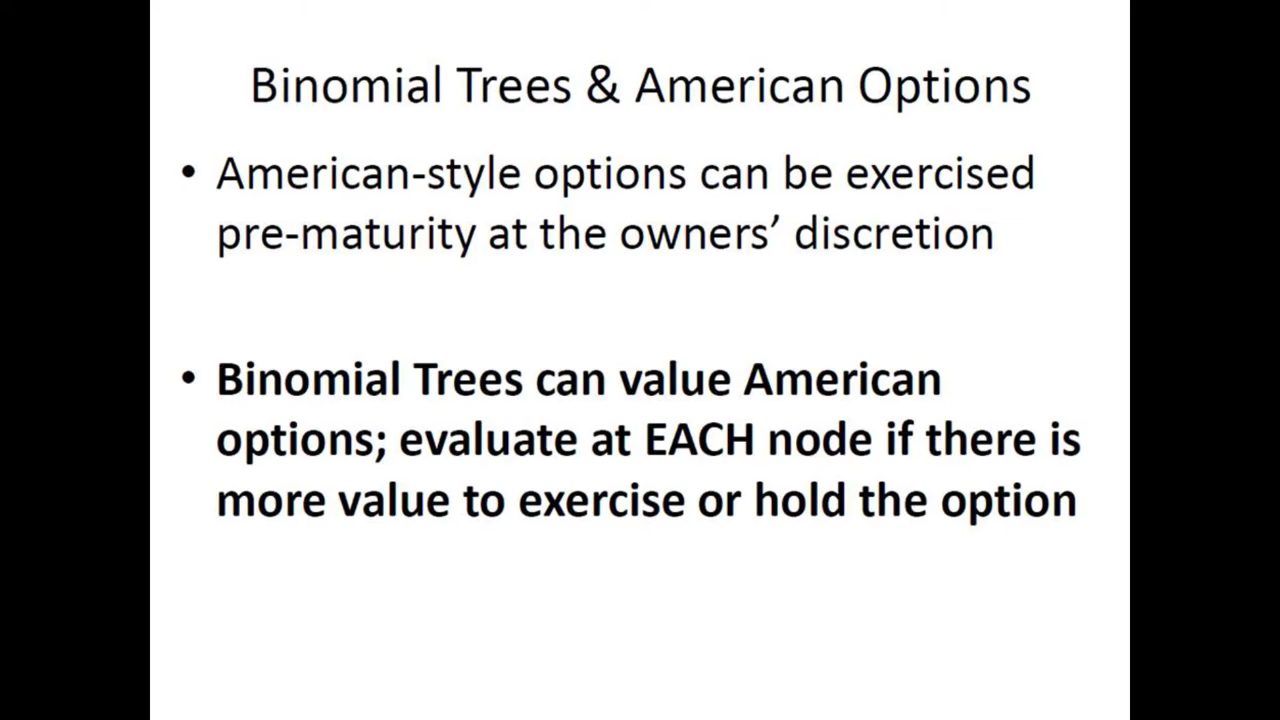 Binomial Trees & American Options
• American-style options can be exercised
pre-maturity at the owners’ discretion
• Binomial Trees can value American
options; evaluate at EACH node if there is
more value to exercise or hold the option